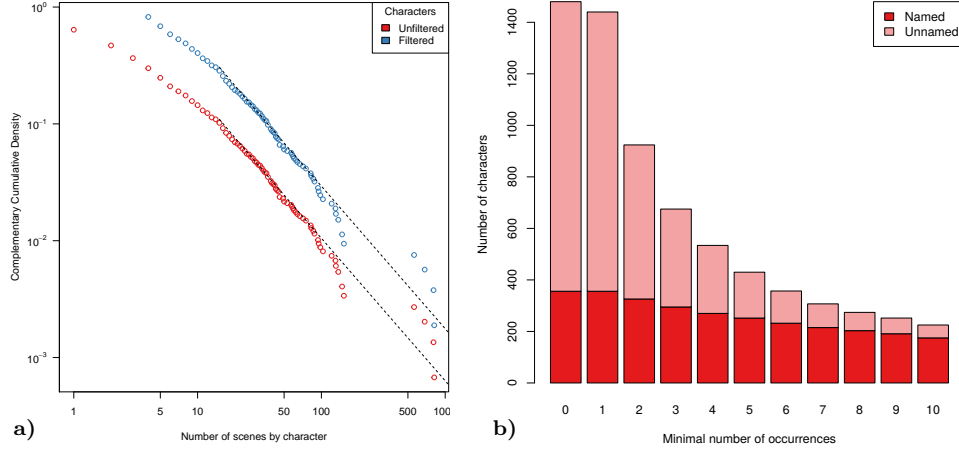 Complementary Cumulative Density
10⁰
10⁻¹
10⁻²
10⁻³
Characters
Unfiltered
Filtered
1 5 10 50 100 500 100
Number of scenes by character
a)
Number of characters
0 200 400 600 800 1000 1200 1400
Named
Unnamed
0 1 2 3 4 5 6 7 8 9 10
Minimal number of occurrences
b)